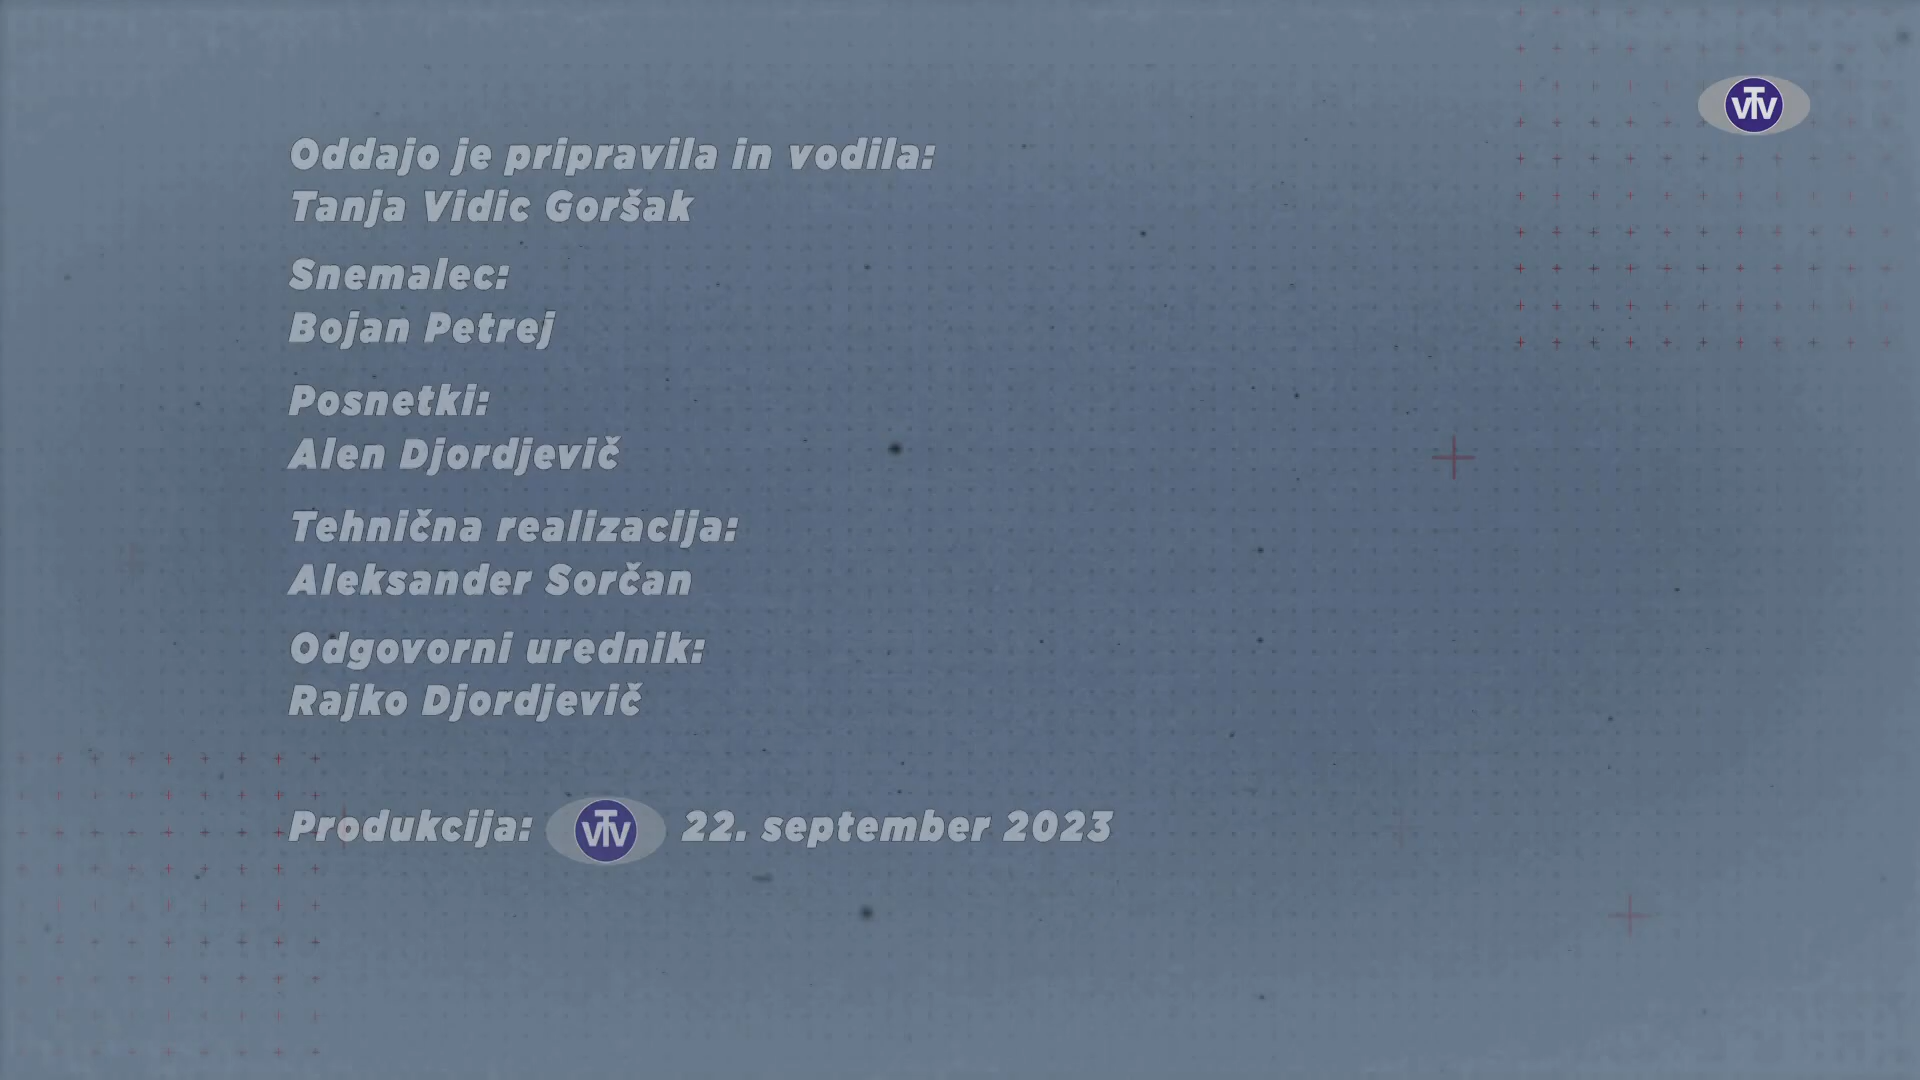 VTV
Oddajo je pripravila in vodila:
Tanja Vidic Goršak
Snemalec:
Bojan Petrej
Posnetki:
Alen Djordjevič
Tehnična realizacija:
Aleksander Sorčan
Odgovorni urednik:
Rajko Djordjevič
Produkcija: VTV 22. september 2023